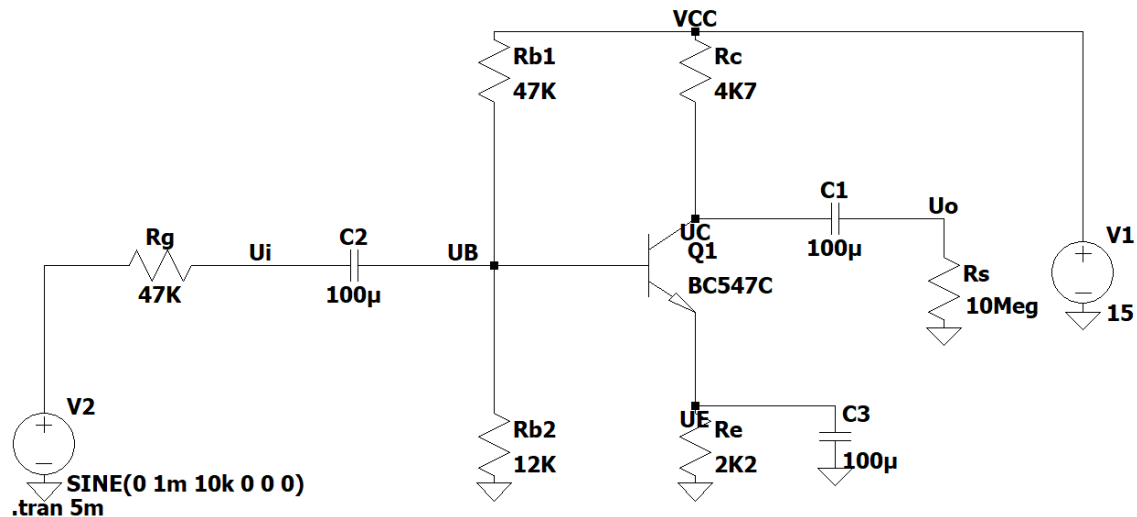 VCC
Rb1
47K
Rc
4K7
C1
100µ
Uo
Rg
47K
Ui
C2
100µ
UB
UC
Q1
BC547C
Rs
10Meg
V1
+
−
15
V2
+
−
SINE(0 1m 10k 0 0 0)
.tran 5m
Rb2
12K
UE
Re
2K2
C3
100µ